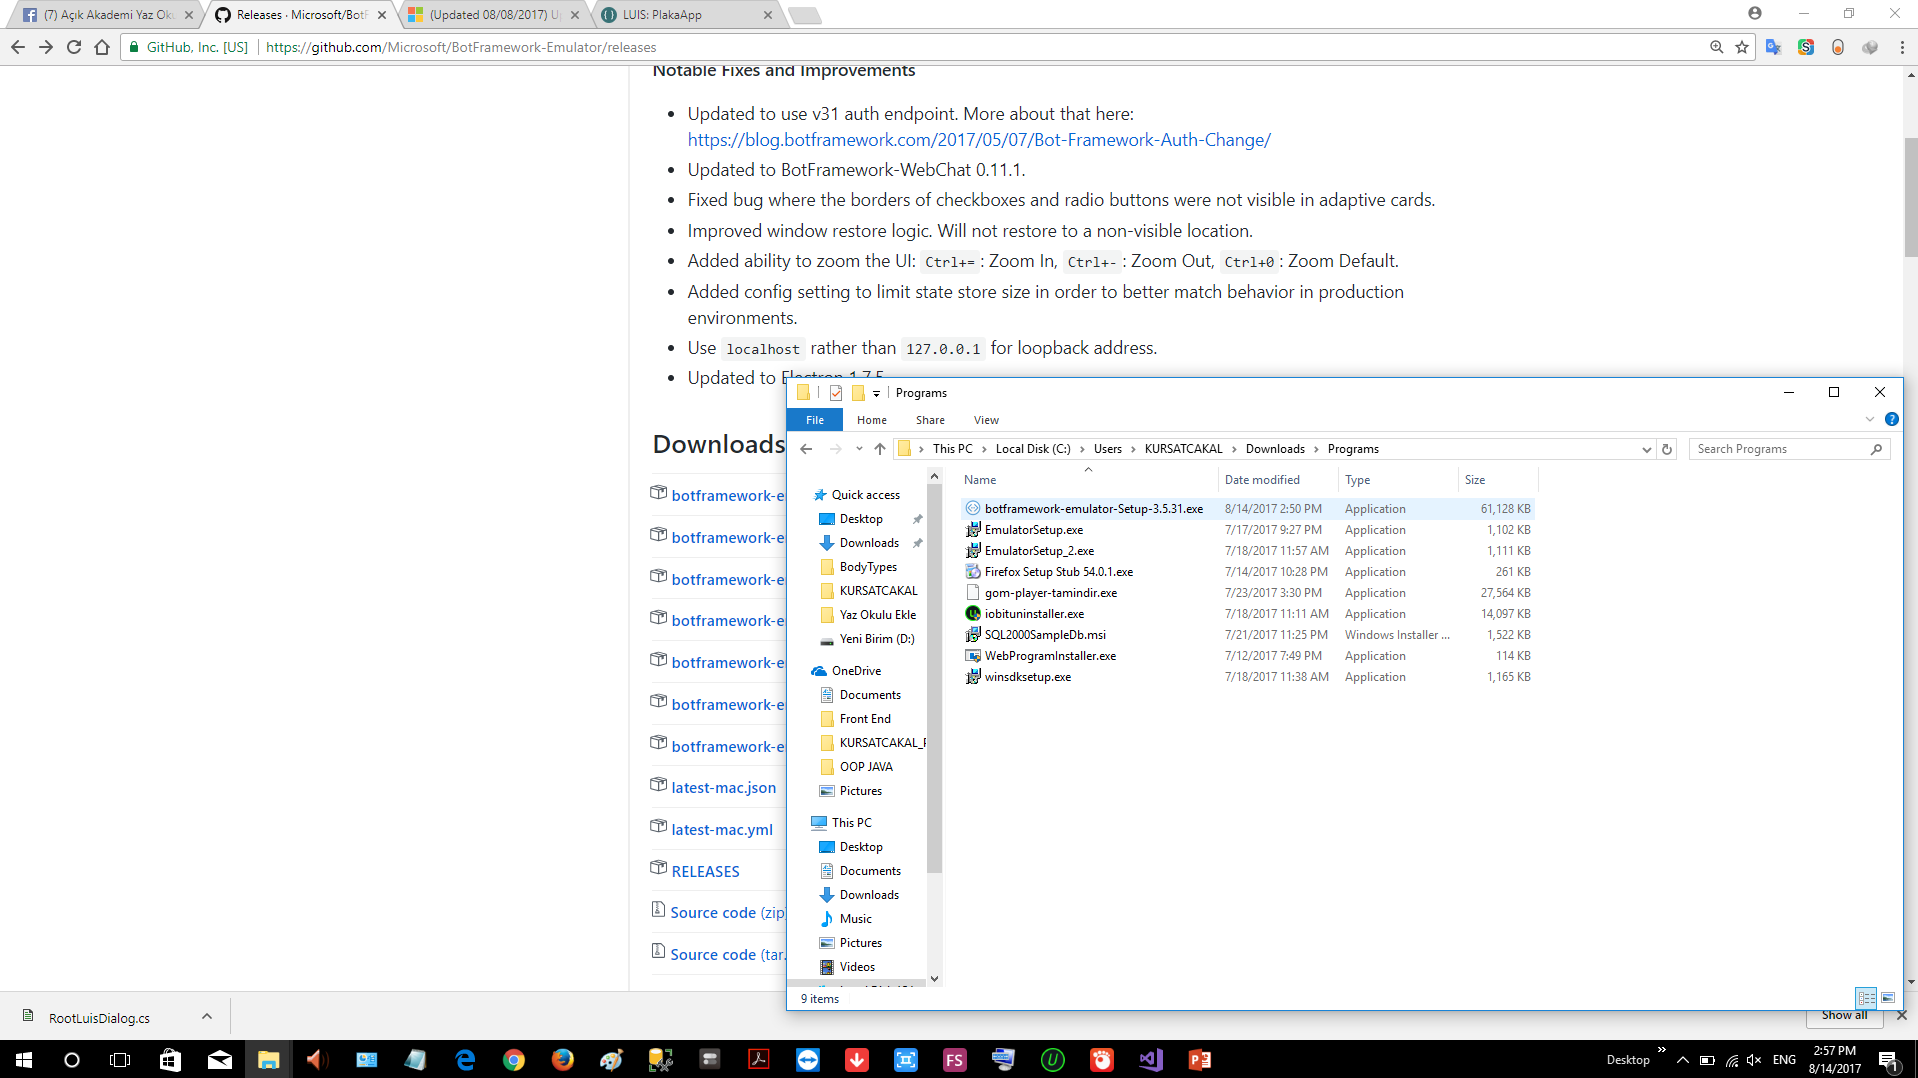 (7) Açık Akademi Yaz Oku
Releases · Microsoft/BotF
(Updated 08/08/2017) U
LUIS: PlakaApp
GitHub, Inc. [US]
https://github.com/Microsoft/BotFramework-Emulator/releases
Notable Fixes and Improvements
Updated to use v31 auth endpoint. More about that here:
https://blog.botframework.com/2017/05/07/Bot-Framework-Auth-Change/
Updated to BotFramework-WebChat 0.11.1.
Fixed bug where the borders of checkboxes and radio buttons were not visible in adaptive cards.
Improved window restore logic. Will not restore to a non-visible location.
Added ability to zoom the UI: Ctrl+= : Zoom In, Ctrl+- : Zoom Out, Ctrl+0 : Zoom Default.
Added config setting to limit state store size in order to better match behavior in production
environments.
Use localhost rather than 127.0.0.1 for loopback address.
Updated to Electron 1.7.5
Downloads
botframework-e
botframework-e
botframework-e
botframework-e
botframework-e
botframework-e
botframework-e
latest-mac.json
latest-mac.yml
RELEASES
Source code (zip)
Source code (tar.
Programs
File Home Share View
This PC > Local Disk (C:) > Users > KURSATCAKAL > Downloads > Programs
Search Programs
Quick access
Desktop
Downloads
BodyTypes
KURSATCAKAL
Yaz Okulu Ekle
Yeni Birim (D:)
OneDrive
Documents
Front End
KURSATCAKAL_F
OOP JAVA
Pictures
This PC
Desktop
Documents
Downloads
Music
Pictures
Videos
Name Date modified Type Size
botframework-emulator-Setup-3.5.31.exe 8/14/2017 2:50 PM Application 61,128 KB
EmulatorSetup.exe 7/17/2017 9:27 PM Application 1,102 KB
EmulatorSetup_2.exe 7/18/2017 11:57 AM Application 1,111 KB
Firefox Setup Stub 54.0.1.exe 7/14/2017 10:28 PM Application 261 KB
gom-player-tamindir.exe 7/23/2017 3:30 PM Application 27,564 KB
iobituninstaller.exe 7/18/2017 11:11 AM Application 14,097 KB
SQL2000SampleDb.msi 7/21/2017 11:25 PM Windows Installer ... 1,522 KB
WebProgramInstaller.exe 7/12/2017 7:49 PM Application 114 KB
winsdksetup.exe 7/18/2017 11:38 AM Application 1,165 KB
9 items
RootLuisDialog.cs
Show all
FS
Desktop
ENG
2:57 PM
8/14/2017
1